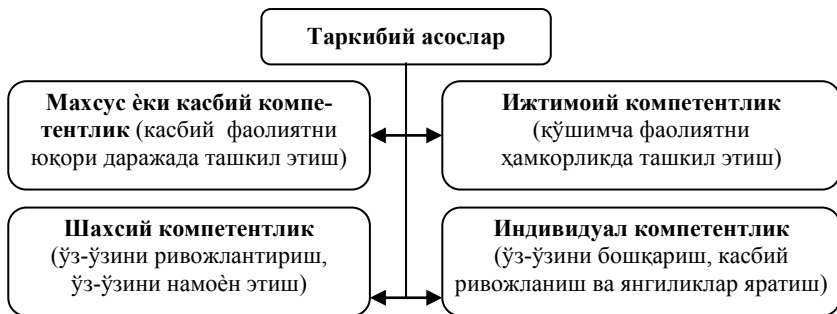 Таркибий асослар
Махсус ѐки касбий компе-
тентлик (касбий фаолиятни
юқори даражада ташкил этиш)
Ижтимоий компетентлик
(қўшимча фаолиятни
ҳамкорликда ташкил этиш)
Шахсий компетентлик
(ўз-ўзини ривожлантириш,
ўз-ўзини намоѐн этиш)
Индивидуал компетентлик
(ўз-ўзини бошқариш, касбий
ривожланиш ва янгиликлар яратиш)